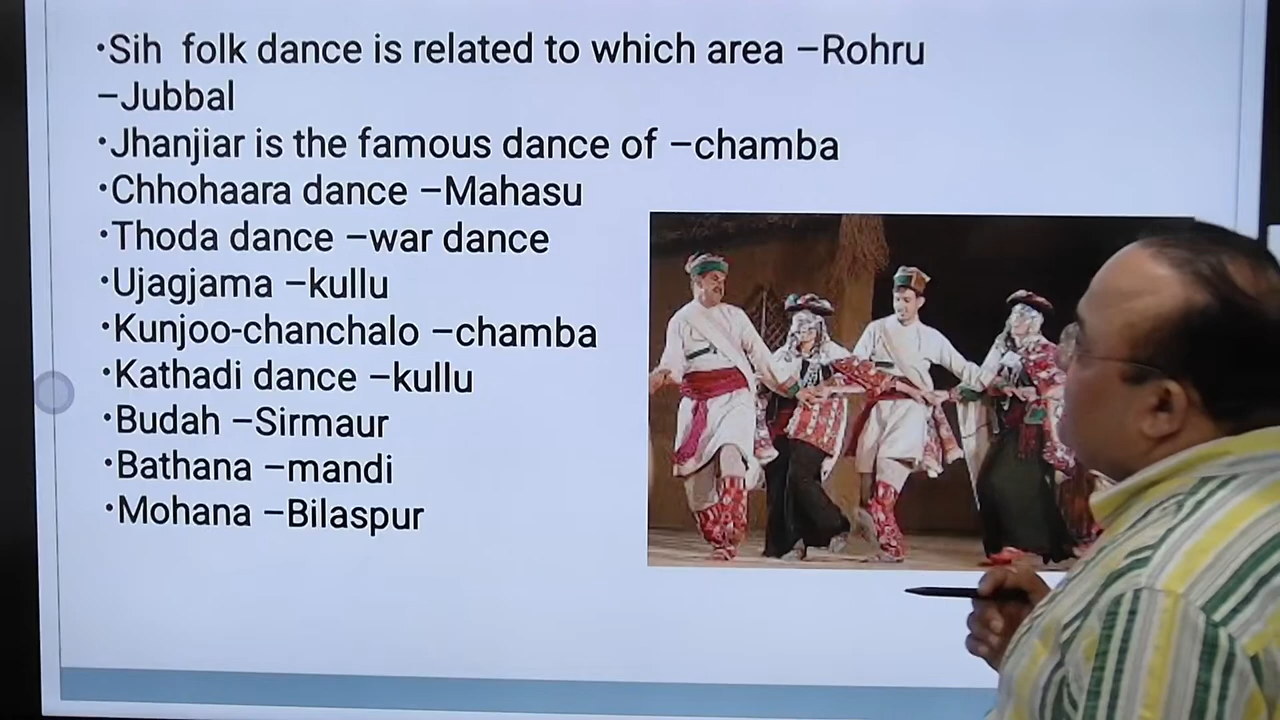 •Sih folk dance is related to which area –Rohru
–Jubbal
•Jhanjiar is the famous dance of –chamba
•Chhohaara dance –Mahasu
•Thoda dance –war dance
•Ujagjama –kullu
•Kunjoo-chanchalo –chamba
•Kathadi dance –kullu
•Budah –Sirmaur
•Bathana –mandi
•Mohana –Bilaspur